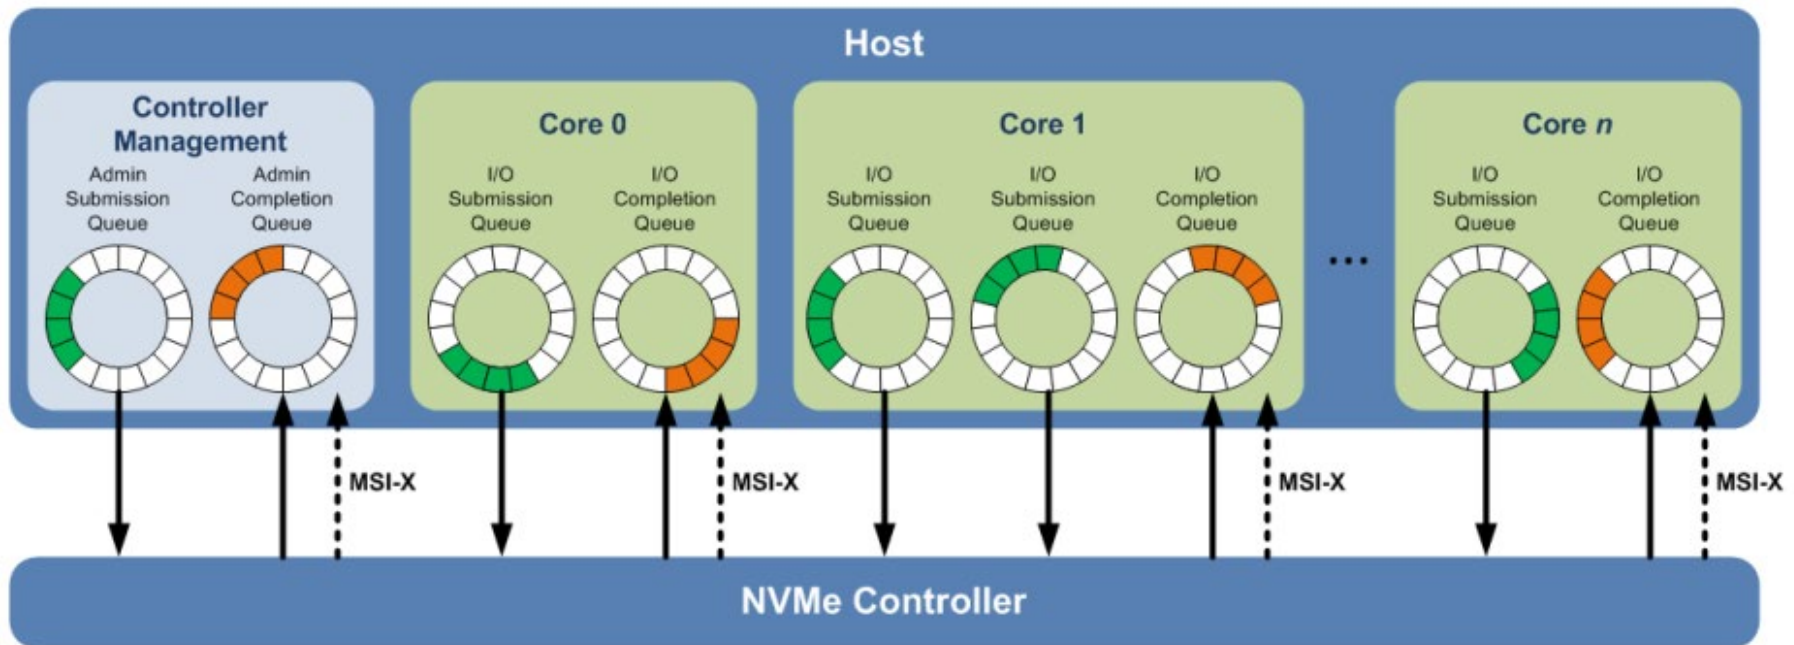 Host
Controller
Management
Admin
Submission
Queue
Admin
Completion
Queue
Core 0
I/O
Submission
Queue
I/O
Completion
Queue
Core 1
I/O
Submission
Queue
I/O
Submission
Queue
I/O
Completion
Queue
...
Core n
I/O
Submission
Queue
I/O
Completion
Queue
MSI-X
MSI-X
MSI-X
MSI-X
NVMe Controller